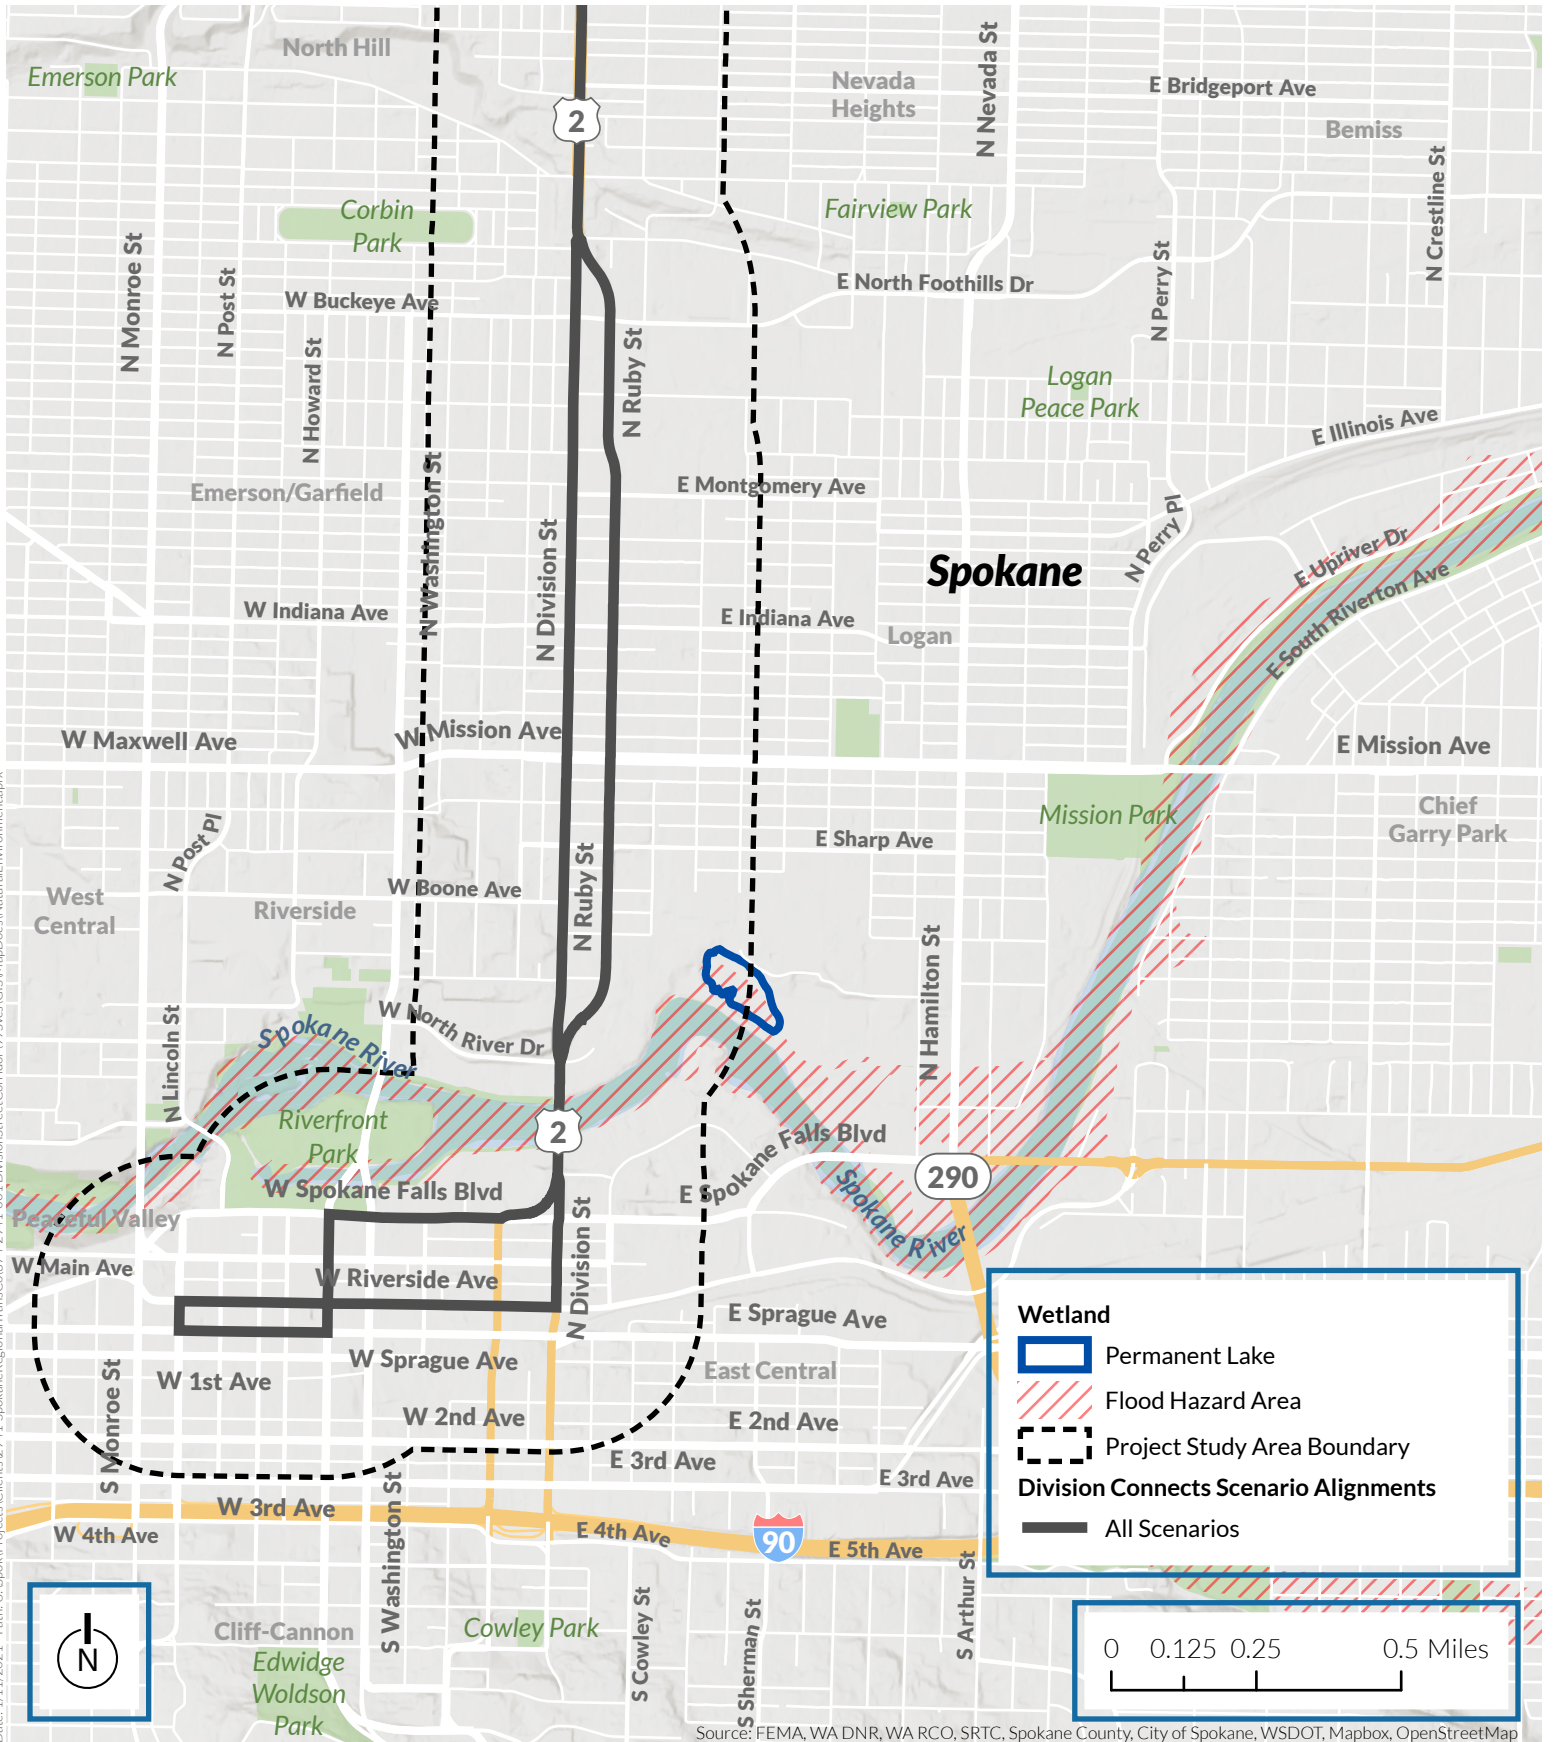 North Hill
Emerson Park
2
Nevada
Heights
N Nevada St
E Bridgeport Ave
Bemiss
N Crestline St
Corbin
Park
Fairview Park
N Monroe St
N Post St
W Buckeye Ave
E North Foothills Dr
N Perry St
N Howard St
N Ruby St
Logan
Peace Park
E Illinois Ave
Emerson/Garfield
N Washington St
E Montgomery Ave
N Division St
N Perry Pl
E Upriver Dr
Spokane
E South Riverton Ave
W Indiana Ave
E Indiana Ave
Logan
W Maxwell Ave
W Mission Ave
E Mission Ave
Mission Park
Chief
Garry Park
N Post Pl
E Sharp Ave
N Ruby St
W Boone Ave
West
Central
Riverside
N Hamilton St
N Lincoln St
Spokane River
W North River Dr
Riverfront
Park
2
E Spokane Falls Blvd
290
W Spokane Falls Blvd
Spokane River
Peaceful Valley
W Main Ave
W Riverside Ave
N Division St
E Sprague Ave
W Sprague Ave
East Central
W 1st Ave
S Monroe St
W 2nd Ave
E 2nd Ave
E 3rd Ave
E 3rd Ave
W 3rd Ave
W 4th Ave
S Washington St
E 4th Ave
90
E 5th Ave
S Arthur St
S Cowley St
S Sherman St
Cliff-Cannon
Cowley Park
Edwidge
Woldson
Park
N
Wetland
Permanent Lake
Flood Hazard Area
Project Study Area Boundary
Division Connects Scenario Alignments
All Scenarios
0 0.125 0.25 0.5 Miles
Source: FEMA, WA DNR, WA RCO, SRTC, Spokane County, City of Spokane, WSDOT, Mapbox, OpenStreetMap